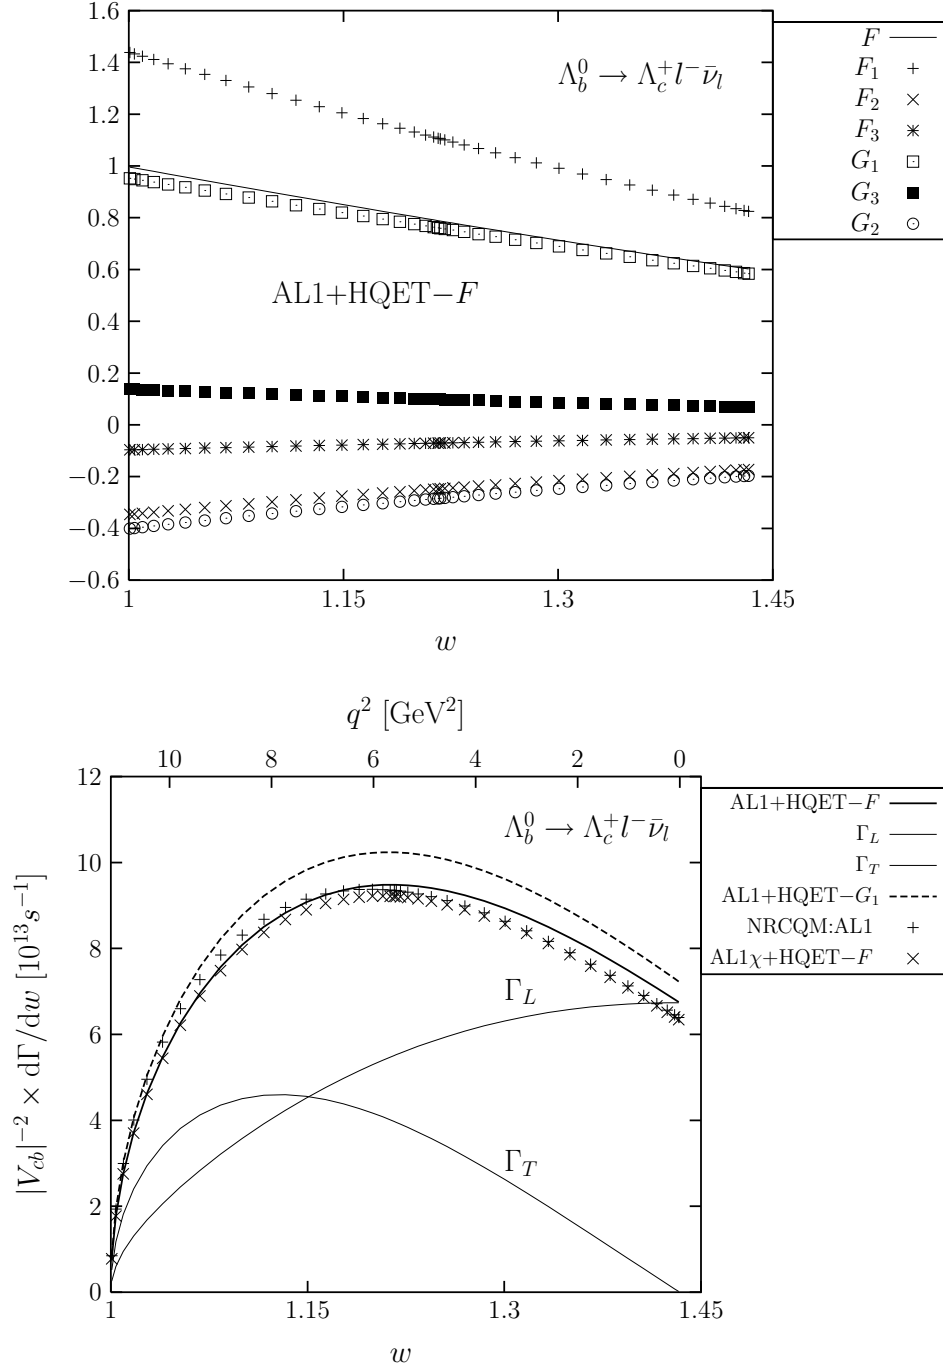 1.6
1.4
1.2
1
0.8
0.6
0.4
0.2
0
−0.2
−0.4
−0.6
Λ_b^0 → Λ_c^+ l^− ν̄_l
AL1+HQET−F
F
F_1
F_2
F_3
G_1
G_3
G_2
1 1.15 1.3 1.45
w
q^2 [GeV^2]
10 8 6 4 2 0
12
10
8
6
4
2
0
|V_{cb}|^{−2} × dΓ/dw [10^{13}s^{−1}]
Λ_b^0 → Λ_c^+ l^− ν̄_l
Γ_L
Γ_T
AL1+HQET−F
Γ_L
Γ_T
AL1+HQET−G_1
NRCQM:AL1
AL1χ+HQET−F
1 1.15 1.3 1.45
w